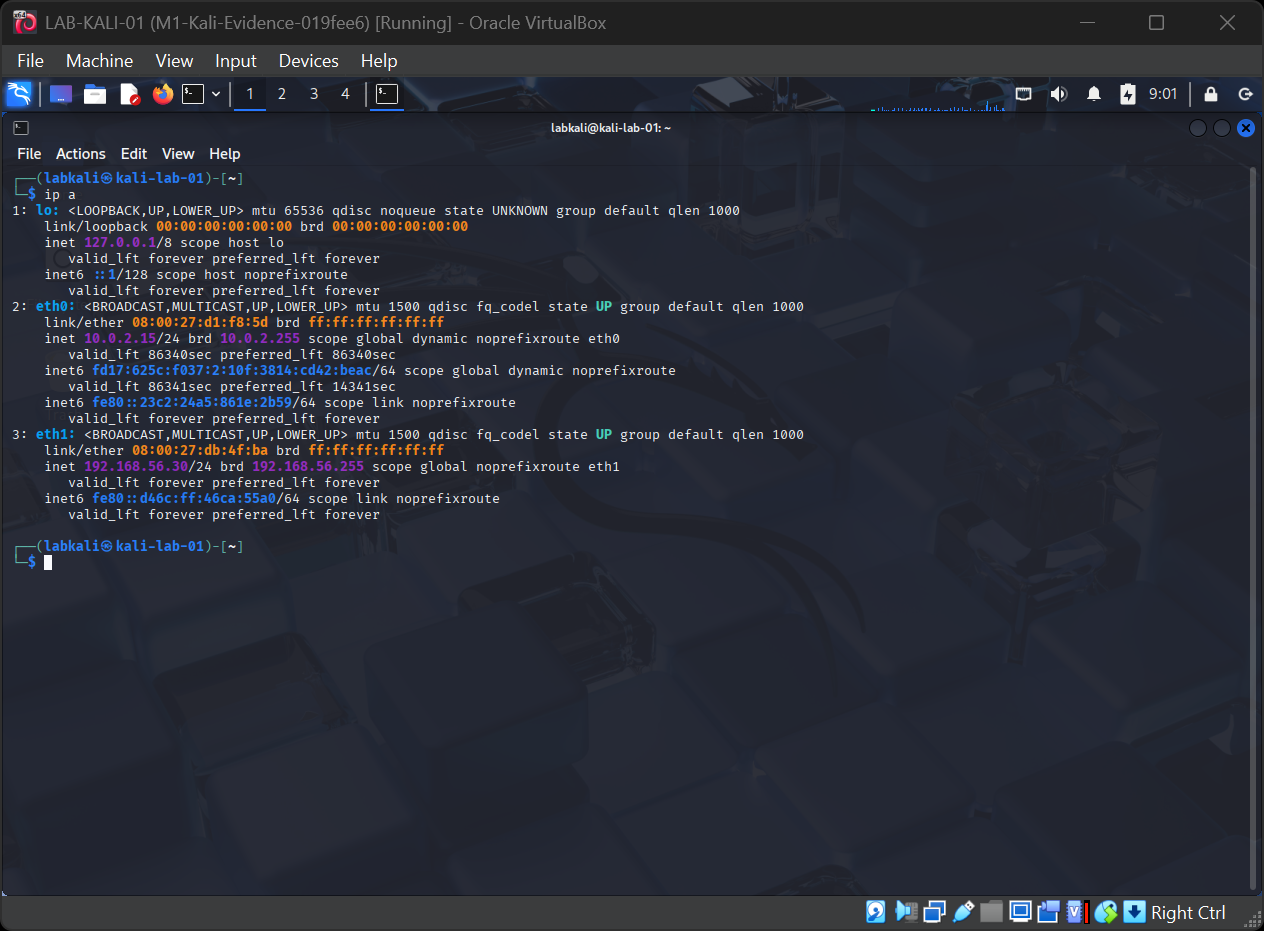 LAB-KALI-01 (M1-Kali-Evidence-019fee6) [Running] - Oracle VirtualBox
File Machine View Input Devices Help
1 2 3 4 9:01
labkali@kali-lab-01: ~
File Actions Edit View Help
┌──(labkali㉿kali-lab-01)-[~]
└─$ ip a
1: lo: <LOOPBACK,UP,LOWER_UP> mtu 65536 qdisc noqueue state UNKNOWN group default qlen 1000
    link/loopback 00:00:00:00:00:00 brd 00:00:00:00:00:00
    inet 127.0.0.1/8 scope host lo
       valid_lft forever preferred_lft forever
    inet6 ::1/128 scope host noprefixroute
       valid_lft forever preferred_lft forever
2: eth0: <BROADCAST,MULTICAST,UP,LOWER_UP> mtu 1500 qdisc fq_codel state UP group default qlen 1000
    link/ether 08:00:27:d1:f8:5d brd ff:ff:ff:ff:ff:ff
    inet 10.0.2.15/24 brd 10.0.2.255 scope global dynamic noprefixroute eth0
       valid_lft 86340sec preferred_lft 86340sec
    inet6 fd17:625c:f037:2:10f:3814:cd42:beac/64 scope global dynamic noprefixroute
       valid_lft 86341sec preferred_lft 14341sec
    inet6 fe80::23c2:24a5:861e:2b59/64 scope link noprefixroute
       valid_lft forever preferred_lft forever
3: eth1: <BROADCAST,MULTICAST,UP,LOWER_UP> mtu 1500 qdisc fq_codel state UP group default qlen 1000
    link/ether 08:00:27:db:4f:ba brd ff:ff:ff:ff:ff:ff
    inet 192.168.56.30/24 brd 192.168.56.255 scope global noprefixroute eth1
       valid_lft forever preferred_lft forever
    inet6 fe80::d46c:ff:46ca:55a0/64 scope link noprefixroute
       valid_lft forever preferred_lft forever
┌──(labkali㉿kali-lab-01)-[~]
└─$
Right Ctrl